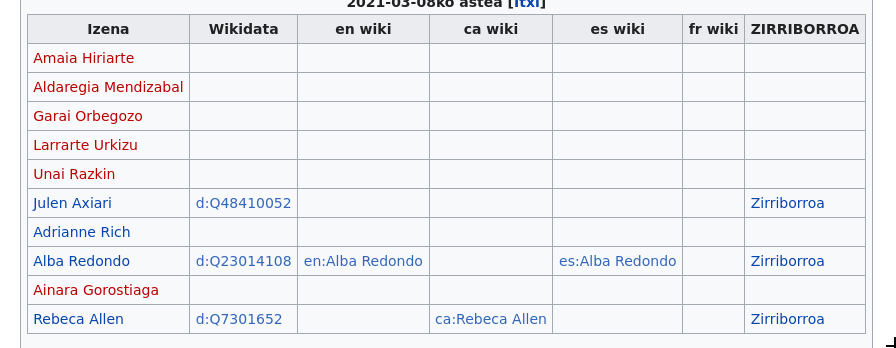 2021-03-08ko astea [Itxi]
Izena Wikidata en wiki ca wiki es wiki fr wiki ZIRRIBORROA
Amaia Hiriarte
Aldaregia Mendizabal
Garai Orbegozo
Larrarte Urkizu
Unai Razkin
Julen Axiari d:Q48410052 Zirriborroa
Adrianne Rich
Alba Redondo d:Q23014108 en:Alba Redondo es:Alba Redondo Zirriborroa
Ainara Gorostiaga
Rebeca Allen d:Q7301652 ca:Rebeca Allen Zirriborroa